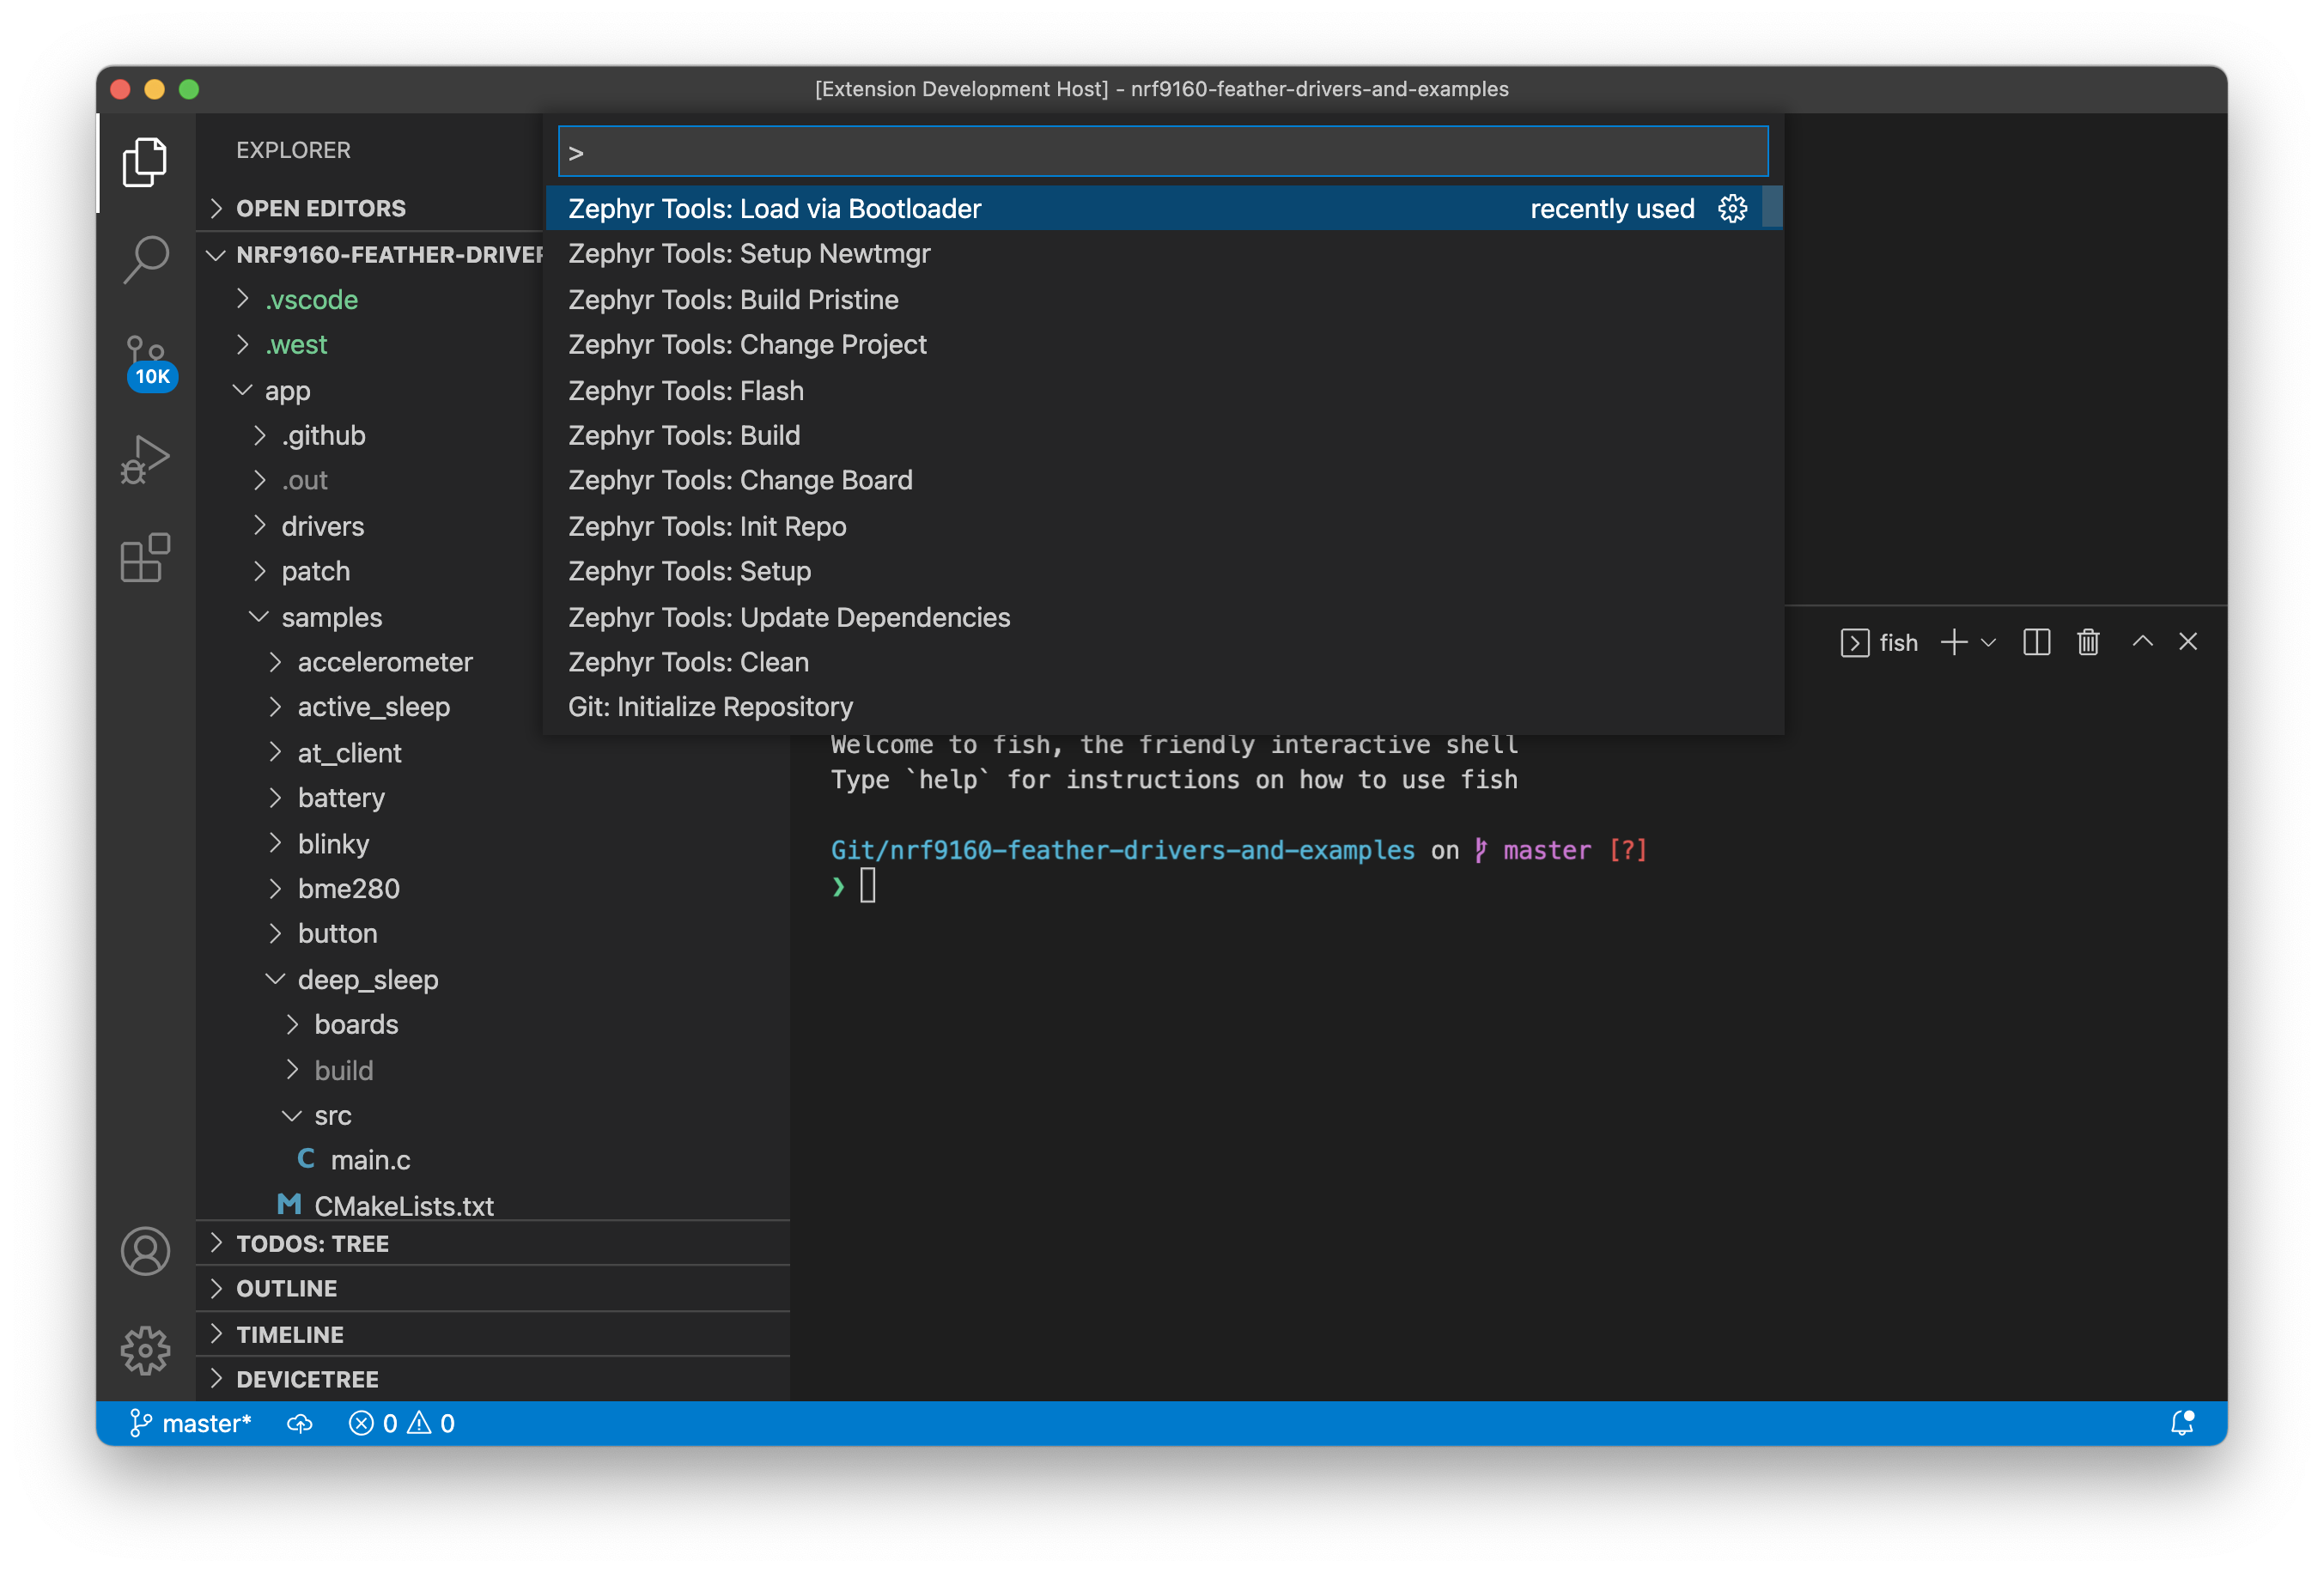 [Extension Development Host] - nrf9160-feather-drivers-and-examples
EXPLORER
OPEN EDITORS
NRF9160-FEATHER-DRIVER
.vscode
.west
app
.github
.out
drivers
patch
samples
accelerometer
active_sleep
at_client
battery
blinky
bme280
button
deep_sleep
boards
build
src
C main.c
M CMakeLists.txt
TODOS: TREE
OUTLINE
TIMELINE
DEVICETREE
10K
>
Zephyr Tools: Load via Bootloader recently used
Zephyr Tools: Setup Newtmgr
Zephyr Tools: Build Pristine
Zephyr Tools: Change Project
Zephyr Tools: Flash
Zephyr Tools: Build
Zephyr Tools: Change Board
Zephyr Tools: Init Repo
Zephyr Tools: Setup
Zephyr Tools: Update Dependencies
Zephyr Tools: Clean
Git: Initialize Repository
fish
Welcome to fish, the friendly interactive shell
Type `help` for instructions on how to use fish
Git/nrf9160-feather-drivers-and-examples on master [?]
❯
master* 0 0